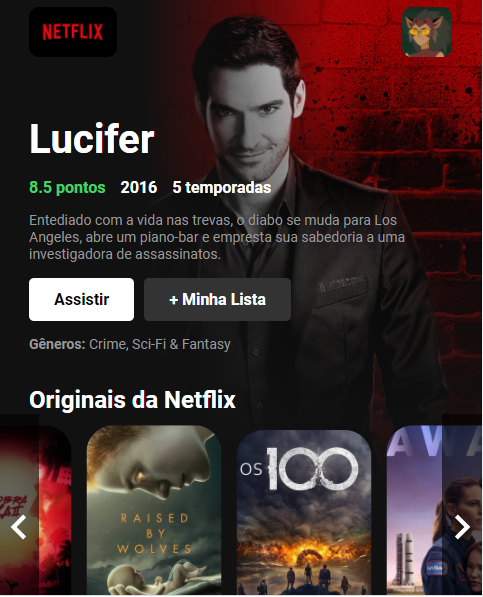 NETFLIX
Lucifer
8.5 pontos 2016 5 temporadas
Entediado com a vida nas trevas, o diabo se muda para Los
Angeles, abre um piano-bar e empresta sua sabedoria a uma
investigadora de assassinatos.
Assistir
+ Minha Lista
Gêneros: Crime, Sci-Fi & Fantasy
Originais da Netflix
RAISED
BY
WOLVES
OS 100
AWA